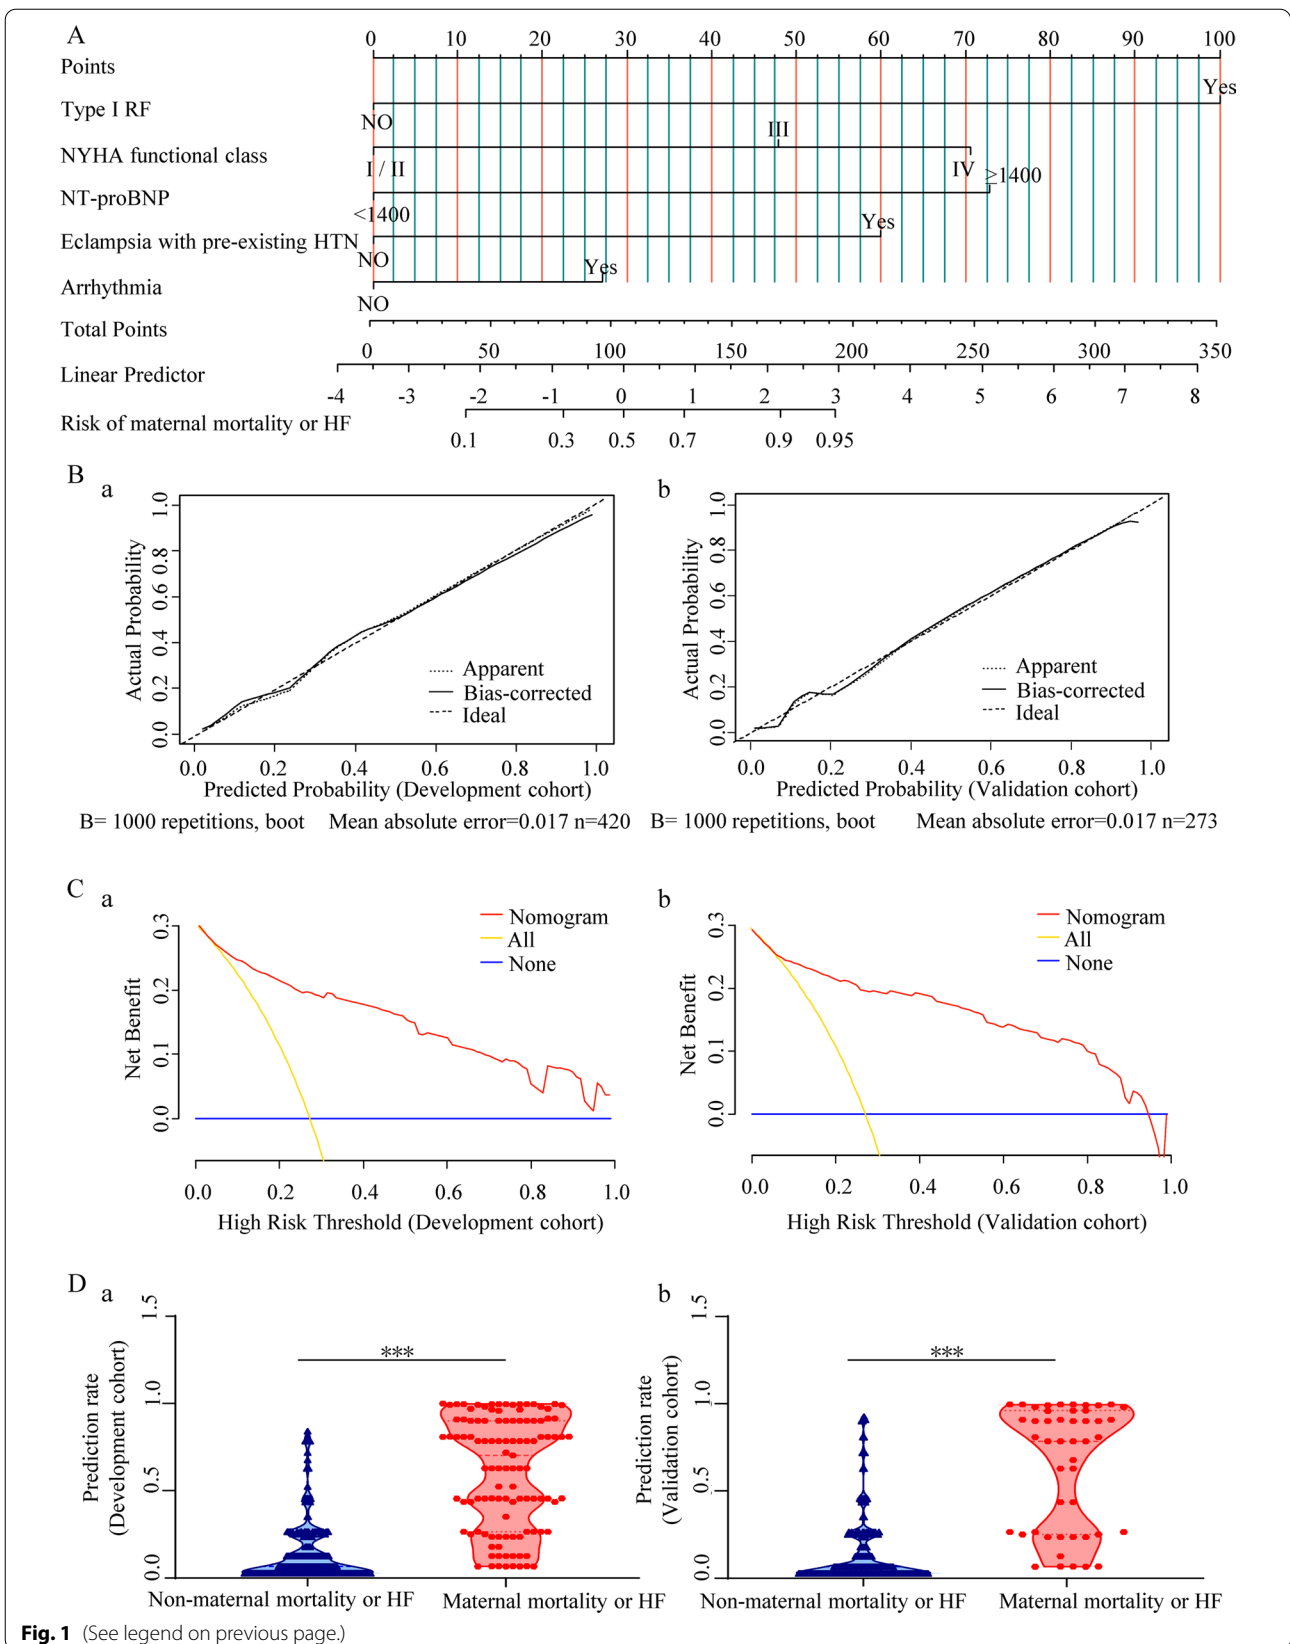 A
0 10 20 30 40 50 60 70 80 90 100
Points
Yes
Type I RF
NO
III
NYHA functional class
I / II
IV
≥1400
NT-proBNP
<1400
Yes
Eclampsia with pre-existing HTN
NO
Yes
Arrhythmia
NO
Total Points
0 50 100 150 200 250 300 350
Linear Predictor
-4 -3 -2 -1 0 1 2 3 4 5 6 7 8
Risk of maternal mortality or HF
0.1 0.3 0.5 0.7 0.9 0.95
B
a
Actual Probability
0.0 0.2 0.4 0.6 0.8 1.0
Apparent
Bias-corrected
Ideal
0.0 0.2 0.4 0.6 0.8 1.0
Predicted Probability (Development cohort)
B= 1000 repetitions, boot Mean absolute error=0.017 n=420
b
Actual Probability
0.0 0.2 0.4 0.6 0.8 1.0
Apparent
Bias-corrected
Ideal
0.0 0.2 0.4 0.6 0.8 1.0
Predicted Probability (Validation cohort)
B= 1000 repetitions, boot Mean absolute error=0.017 n=273
C
a
Net Benefit
0.0 0.1 0.2 0.3
Nomogram
All
None
0.0 0.2 0.4 0.6 0.8 1.0
High Risk Threshold (Development cohort)
b
Net Benefit
0.0 0.1 0.2 0.3
Nomogram
All
None
0.0 0.2 0.4 0.6 0.8 1.0
High Risk Threshold (Validation cohort)
D
a
Prediction rate
(Development cohort)
0.0 0.5 1.0 1.5
***
Non-maternal mortality or HF Maternal mortality or HF
b
Prediction rate
(Validation cohort)
0.0 0.5 1.0 1.5
***
Non-maternal mortality or HF Maternal mortality or HF
Fig. 1 (See legend on previous page.)